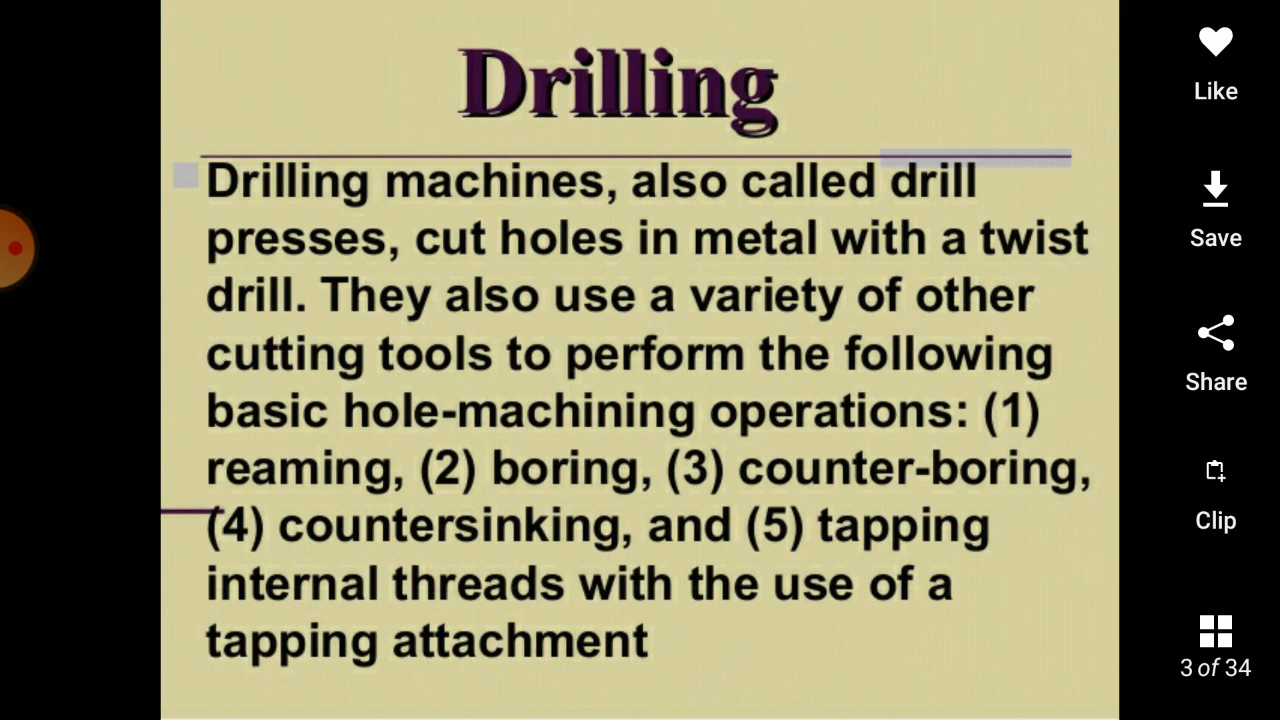 Drilling
Drilling machines, also called drill
presses, cut holes in metal with a twist
drill. They also use a variety of other
cutting tools to perform the following
basic hole-machining operations: (1)
reaming, (2) boring, (3) counter-boring,
(4) countersinking, and (5) tapping
internal threads with the use of a
tapping attachment
Like
Save
Share
Clip
3 of 34